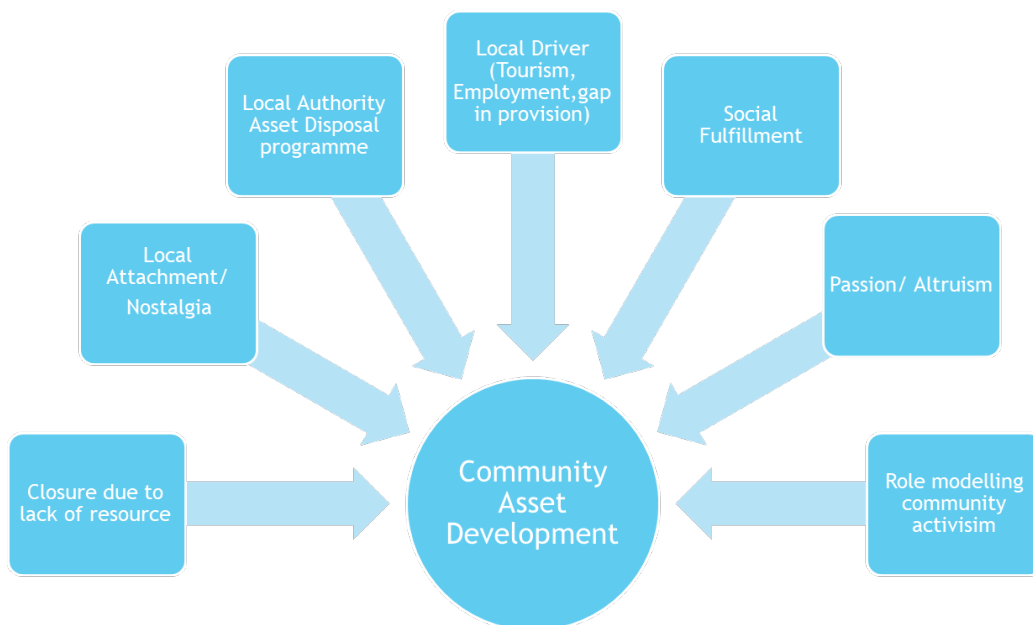 Local Driver
(Tourism,
Employment,gap
in provision)
Local Authority
Asset Disposal
programme
Social
Fulfillment
Local
Attachment/
Nostalgia
Passion/ Altruism
Closure due to
lack of resource
Community
Asset
Development
Role modelling
community
activisim